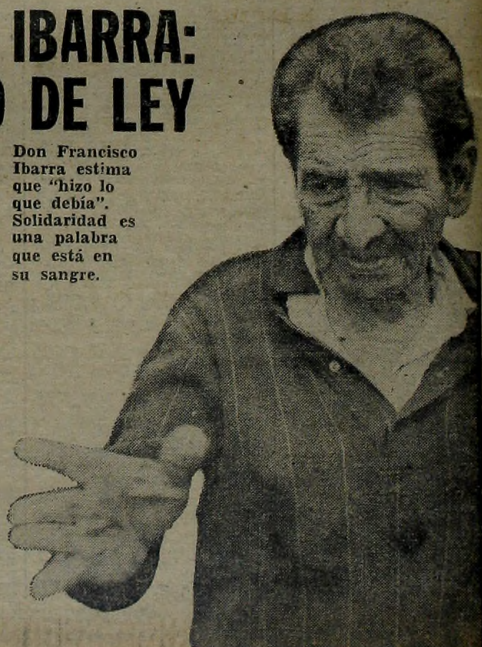 IBARRA:
DE LEY
Don Francisco
Ibarra estima
que "hizo lo
que debía".
Solidaridad es
una palabra
que está en
su sangre.